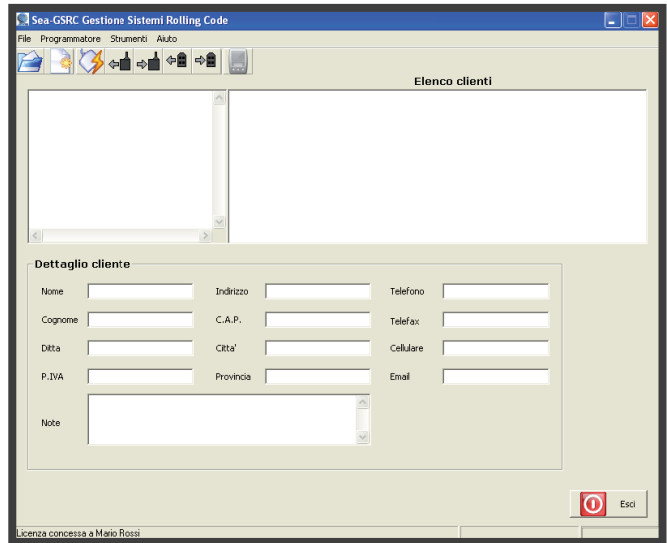 Sea-GSRC Gestione Sistemi Rolling Code
File Programmatore Strumenti Aiuto
Elenco clienti
Dettaglio cliente
Nome Indirizzo Telefono
Cognome C.A.P. Telefax
Ditta Citta' Cellulare
P.IVA Provincia Email
Note
Esci
Licenza concessa a Mario Rossi